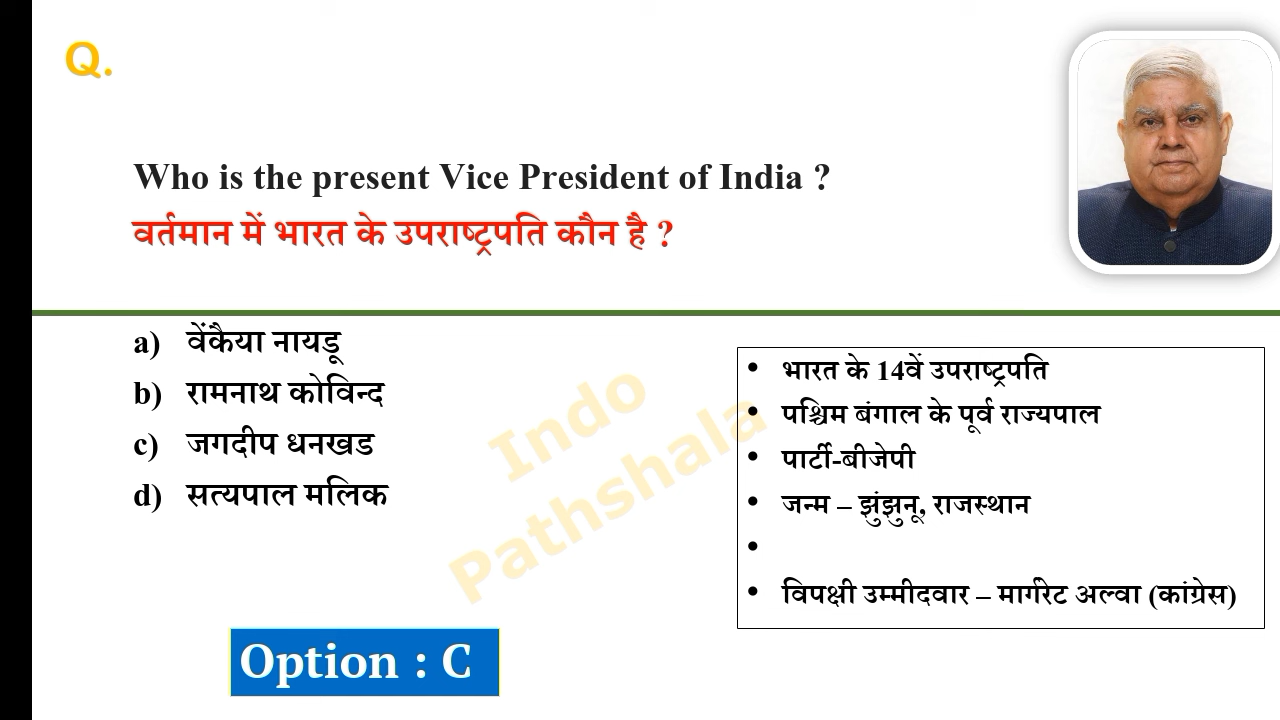 Q.
Who is the present Vice President of India ?
वर्तमान में भारत के उपराष्ट्रपति कौन है ?
a) वेंकैया नायडू
b) रामनाथ कोविन्द
c) जगदीप धनखड
d) सत्यपाल मलिक
Indo
Pathshala
• भारत के 14वें उपराष्ट्रपति
• पश्चिम बंगाल के पूर्व राज्यपाल
• पार्टी-बीजेपी
• जन्म – झुंझुनू, राजस्थान
•
• विपक्षी उम्मीदवार – मार्गरेट अल्वा (कांग्रेस)
Option : C